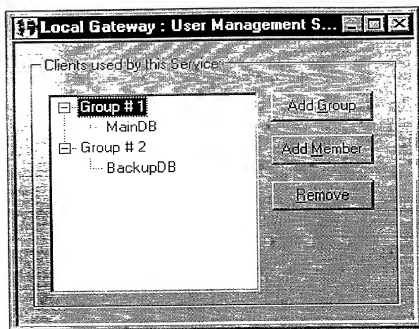 Local Gateway : User Management S...
Clients used by this Service:
Group # 1
MainDB
Group # 2
BackupDB
Add Group
Add Member
Remove